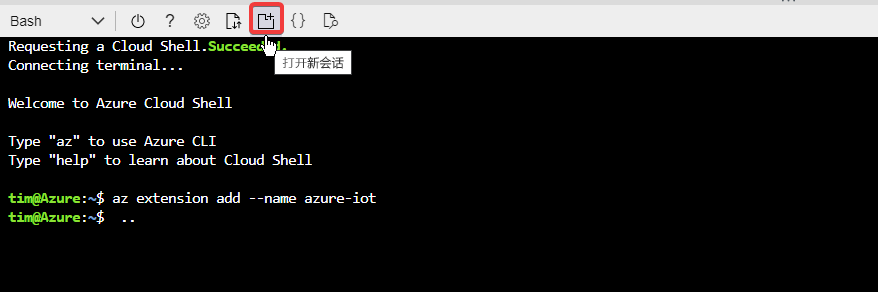 Bash
Requesting a Cloud Shell.Succeeded.
Connecting terminal...
打开新会话
Welcome to Azure Cloud Shell
Type "az" to use Azure CLI
Type "help" to learn about Cloud Shell
tim@Azure:~$ az extension add --name azure-iot
tim@Azure:~$  ..